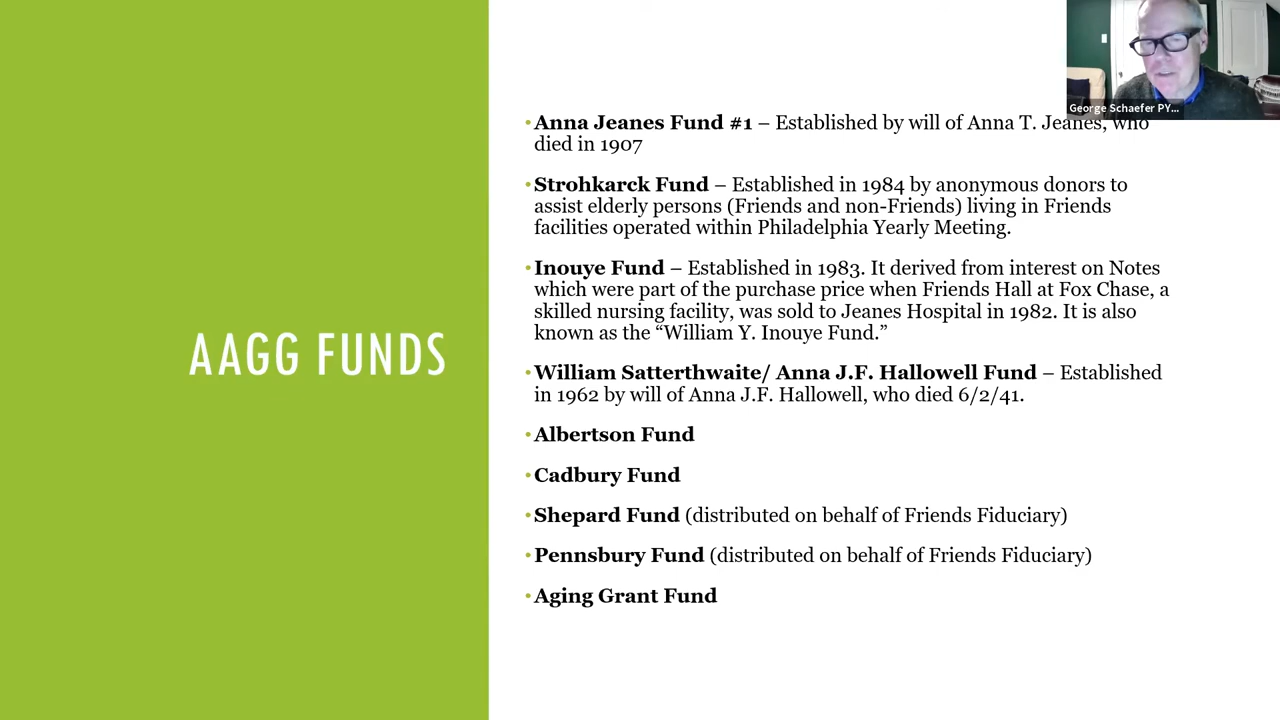 George Schaefer PY...
AAGG FUNDS
•Anna Jeanes Fund #1 – Established by will of Anna T. Jeanes, who
died in 1907
•Strohkarck Fund – Established in 1984 by anonymous donors to
assist elderly persons (Friends and non-Friends) living in Friends
facilities operated within Philadelphia Yearly Meeting.
•Inouye Fund – Established in 1983. It derived from interest on Notes
which were part of the purchase price when Friends Hall at Fox Chase, a
skilled nursing facility, was sold to Jeanes Hospital in 1982. It is also
known as the “William Y. Inouye Fund.”
•William Satterthwaite/ Anna J.F. Hallowell Fund – Established
in 1962 by will of Anna J.F. Hallowell, who died 6/2/41.
•Albertson Fund
•Cadbury Fund
•Shepard Fund (distributed on behalf of Friends Fiduciary)
•Pennsbury Fund (distributed on behalf of Friends Fiduciary)
•Aging Grant Fund